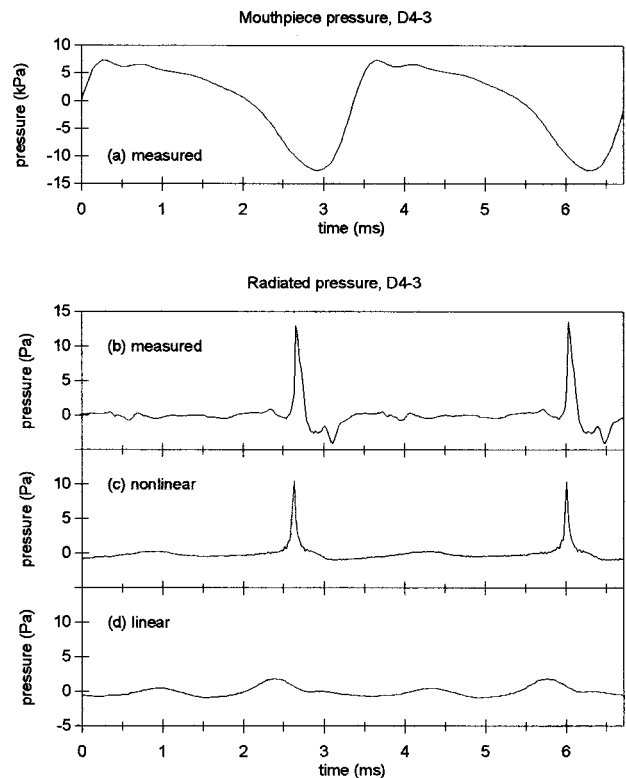 Mouthpiece pressure, D4-3
10
5
0
-5
-10
-15
pressure (kPa)
(a) measured
0 1 2 3 4 5 6
time (ms)
Radiated pressure, D4-3
15
10
5
0
pressure (Pa)
(b) measured
10
5
0
pressure (Pa)
(c) nonlinear
10
5
0
-5
pressure (Pa)
(d) linear
0 1 2 3 4 5 6
time (ms)